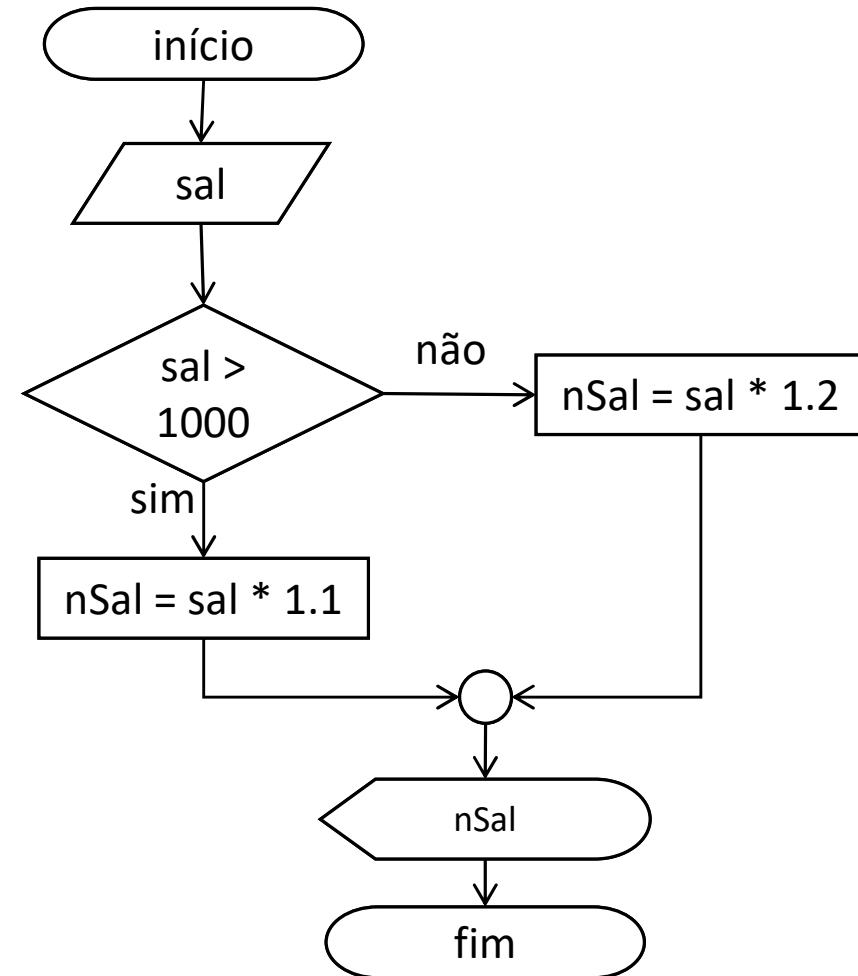 início
sal
sal >
1000
não
nSal = sal * 1.2
sim
nSal = sal * 1.1
nSal
fim